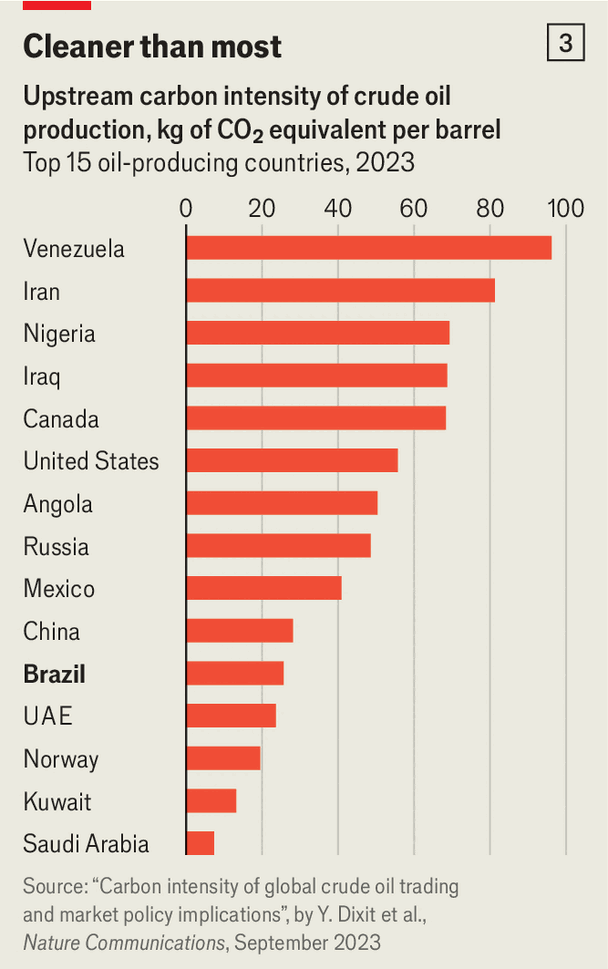 Cleaner than most
3
Upstream carbon intensity of crude oil
production, kg of CO₂ equivalent per barrel
Top 15 oil-producing countries, 2023
0 20 40 60 80 100
Venezuela
Iran
Nigeria
Iraq
Canada
United States
Angola
Russia
Mexico
China
Brazil
UAE
Norway
Kuwait
Saudi Arabia
Source: “Carbon intensity of global crude oil trading
and market policy implications”, by Y. Dixit et al.,
Nature Communications, September 2023